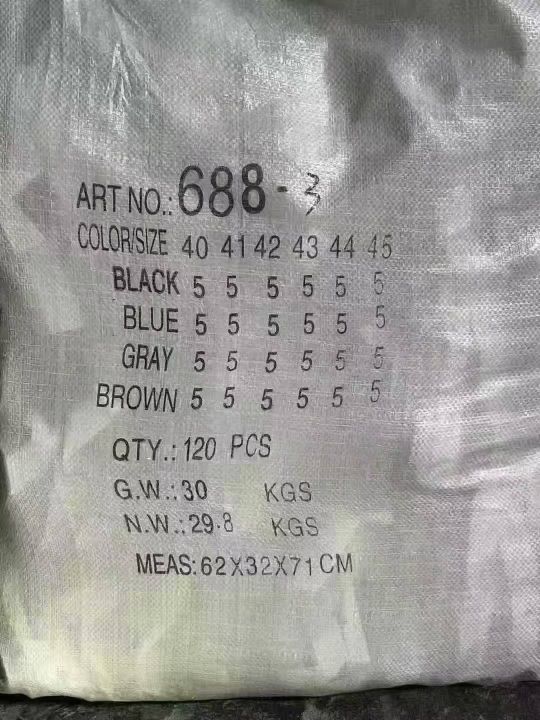 ART NO.: 688-3
COLOR/SIZE 40 41 42 43 44 45
BLACK 5 5 5 5 5 5
BLUE 5 5 5 5 5 5
GRAY 5 5 5 5 5 5
BROWN 5 5 5 5 5 5
QTY.: 120 PCS
G.W.: 30 KGS
N.W.: 29.8 KGS
MEAS: 62X32X71 CM